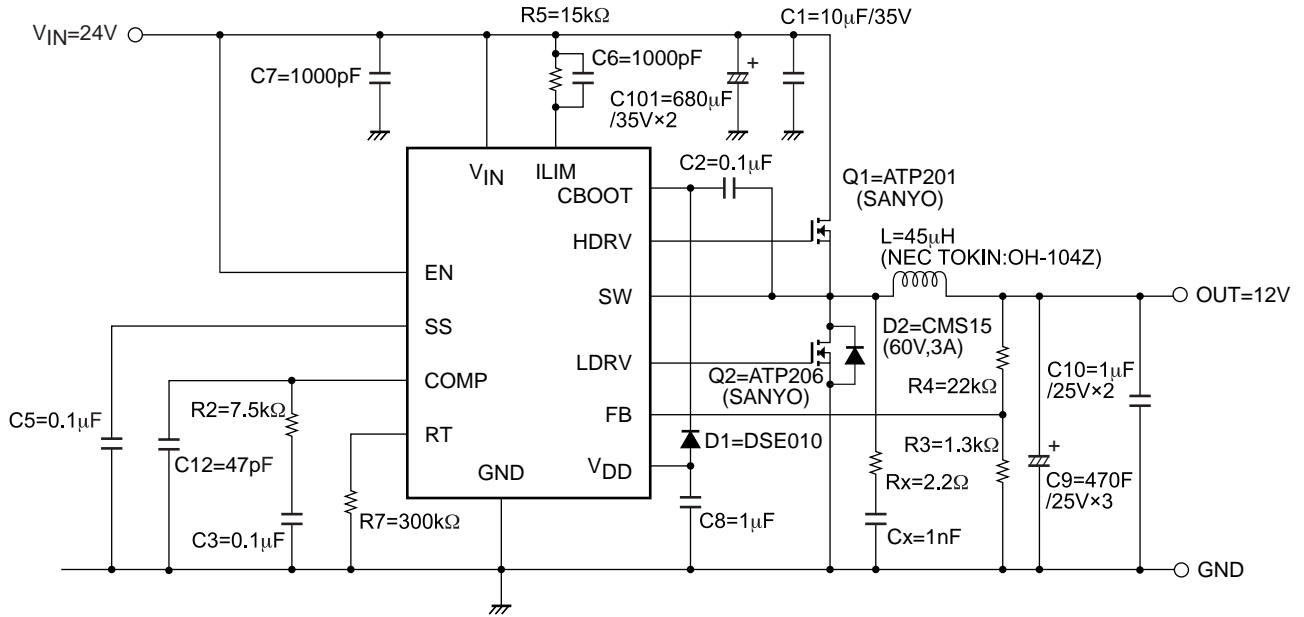 R5=15kΩ
C1=10μF/35V
VIN=24V
C7=1000pF
C6=1000pF
C101=680μF
/35V×2
+
VIN
ILIM
C2=0.1μF
CBOOT
Q1=ATP201
(SANYO)
HDRV
L=45μH
(NEC TOKIN:OH-104Z)
EN
SW
OUT=12V
SS
D2=CMS15
(60V,3A)
LDRV
COMP
Q2=ATP206
(SANYO)
R4=22kΩ
C10=1μF
/25V×2
C5=0.1μF
R2=7.5kΩ
FB
RT
D1=DSE010
R3=1.3kΩ
+
C12=47pF
GND
VDD
Rx=2.2Ω
C9=470F
/25V×3
R7=300kΩ
C8=1μF
C3=0.1μF
Cx=1nF
GND